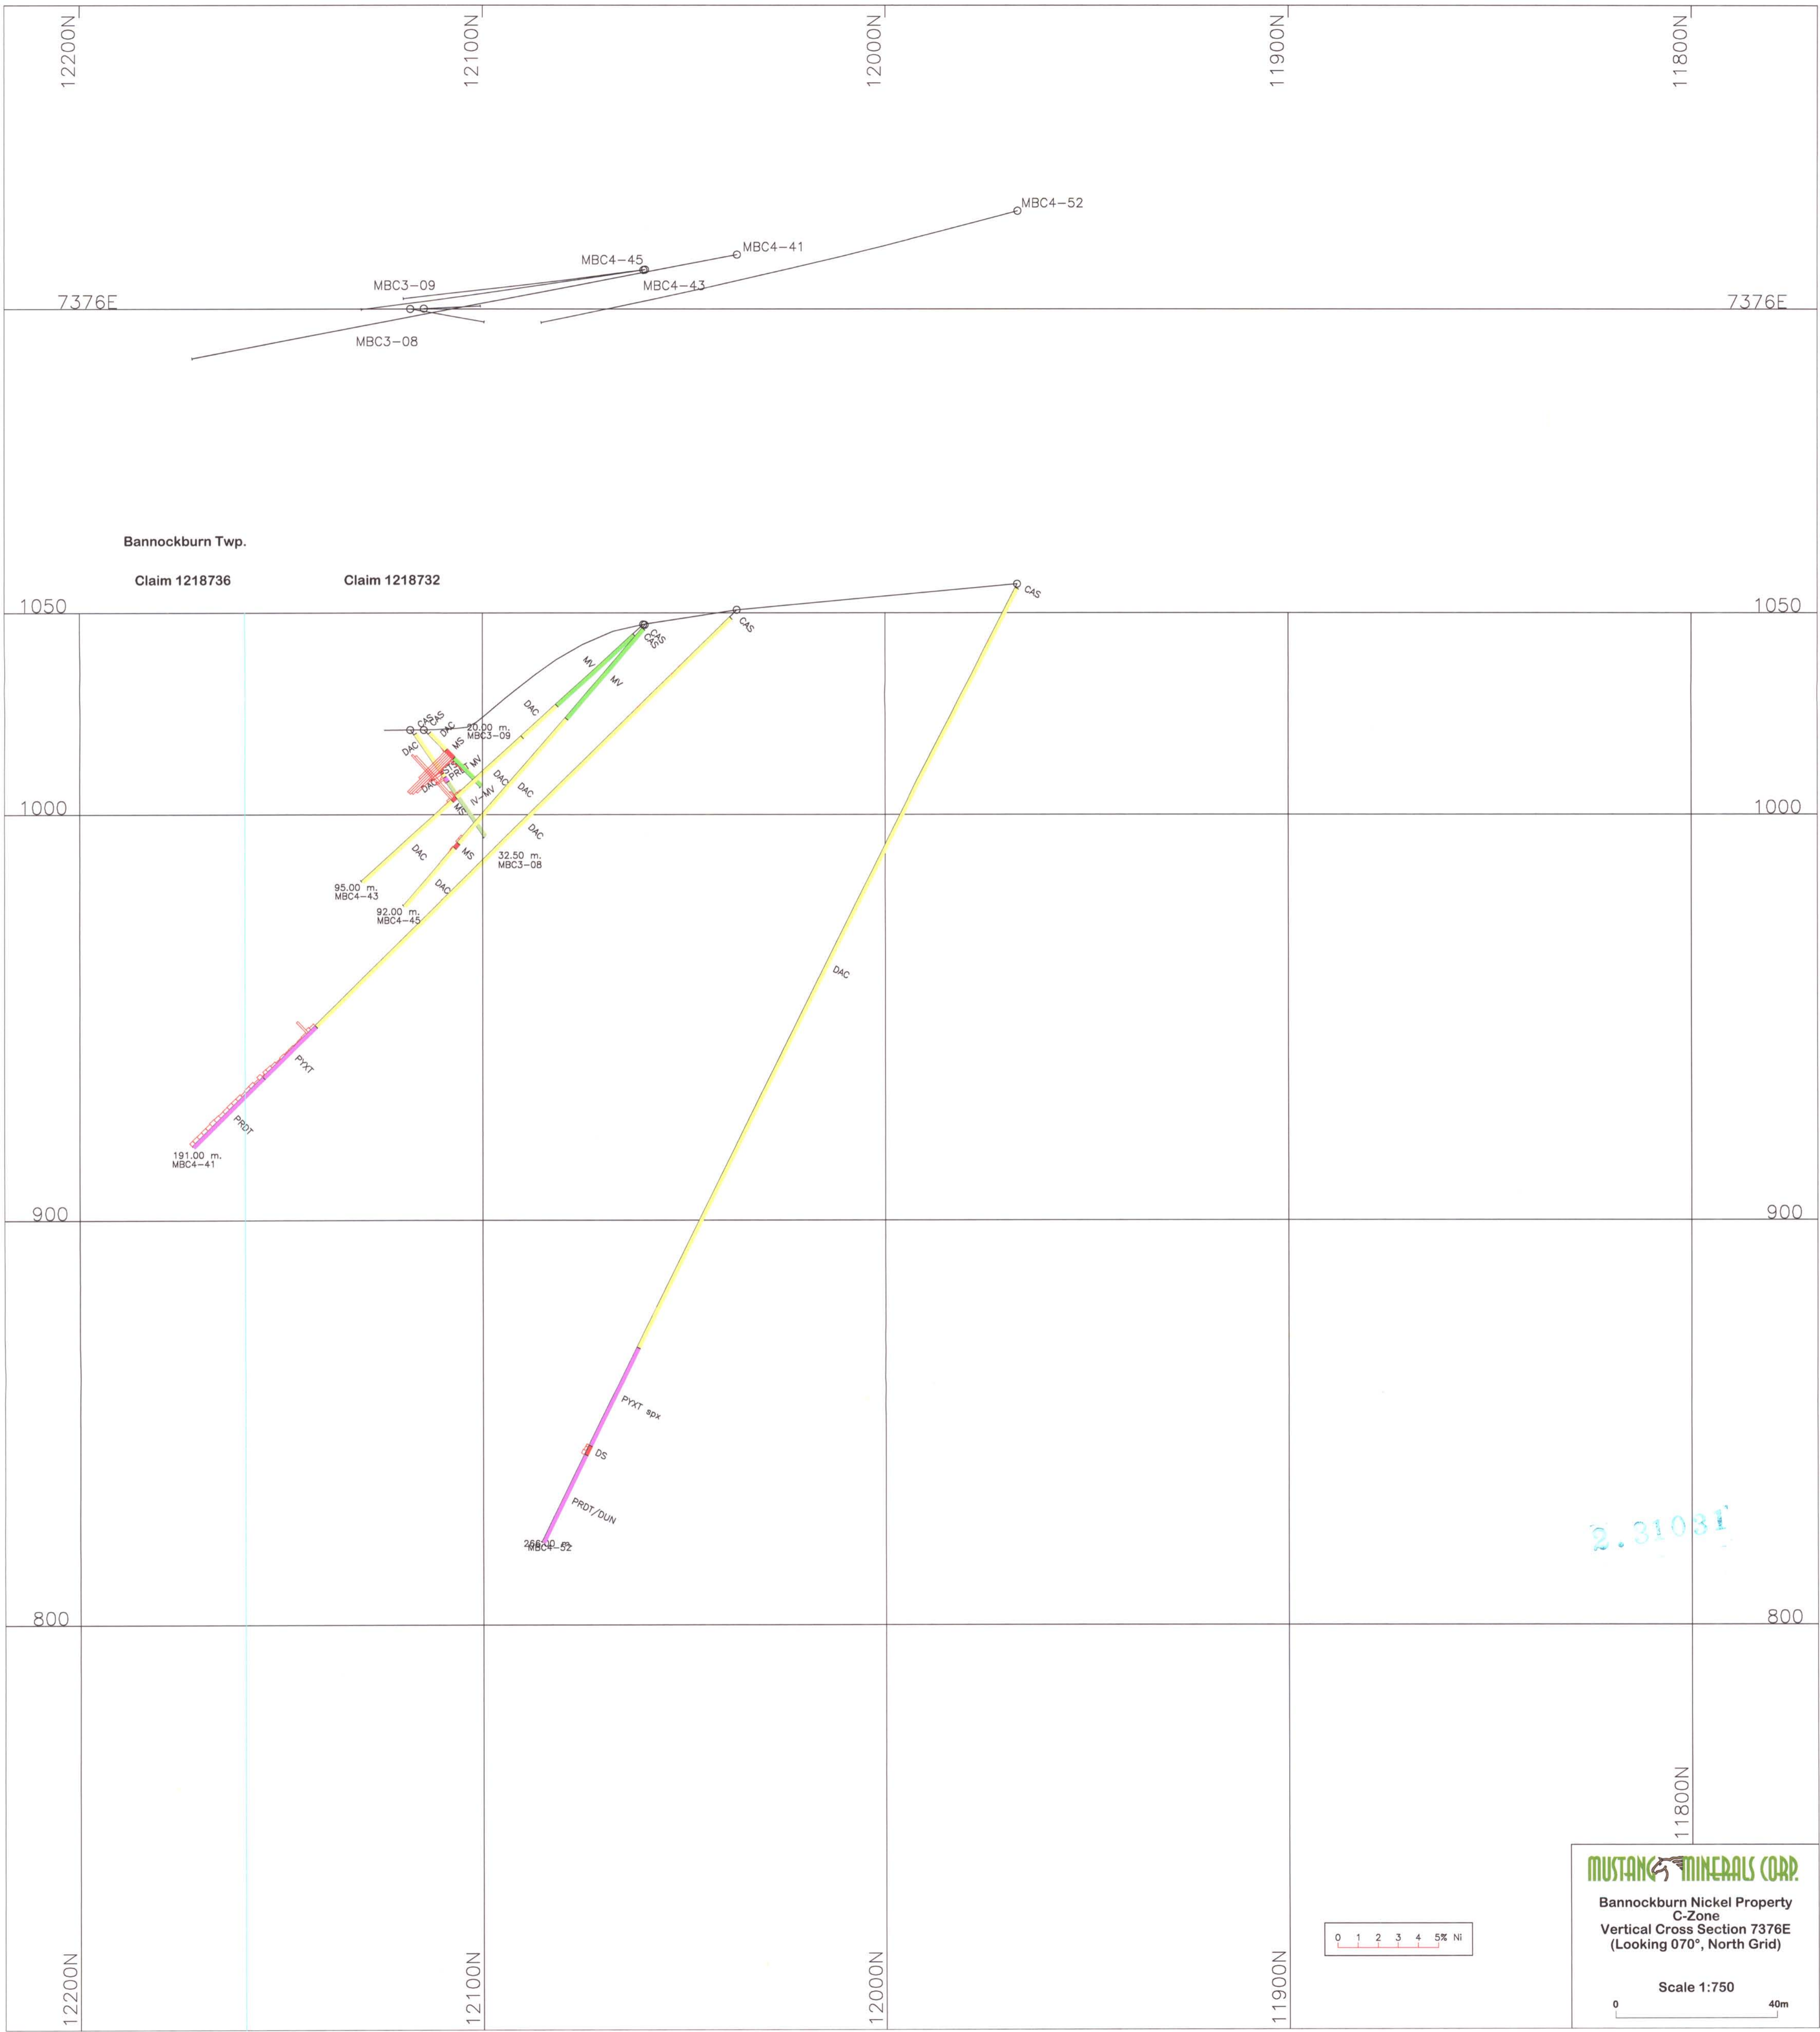 12200N
12100N
12000N
11900N
11800N
MBC4-52
MBC4-41
MBC4-45
MBC3-09
MBC4-43
7376E
7376E
MBC3-08
Bannockburn Twp.
Claim 1218736
Claim 1218732
1050
1050
CAS
CAS
CAS
CAS
MV
MV
DAC
CAS
CAS
DAC
20.00 m.
MBC3-09
MS
DAC
MV
DAC
DAC
DAC
IV-MV
MS
DAC
1000
1000
DAC
MS
32.50 m.
MBC3-08
DAC
95.00 m.
MBC4-43
92.00 m.
MBC4-45
DAC
PYXT
PRDT
191.00 m.
MBC4-41
900
900
PYXT spx
DS
PRDT/DUN
266.00 m.
MBC4-52
2.31031
800
800
11800N
MUSTANG MINERALS CORP.
Bannockburn Nickel Property
C-Zone
Vertical Cross Section 7376E
(Looking 070°, North Grid)
0 1 2 3 4 5% Ni
Scale 1:750
0 40m
12200N
12100N
12000N
11900N